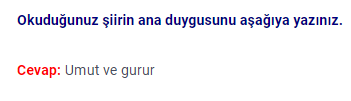 Okuduğunuz şiirin ana duygusunu aşağıya yazınız.
Cevap: Umut ve gurur